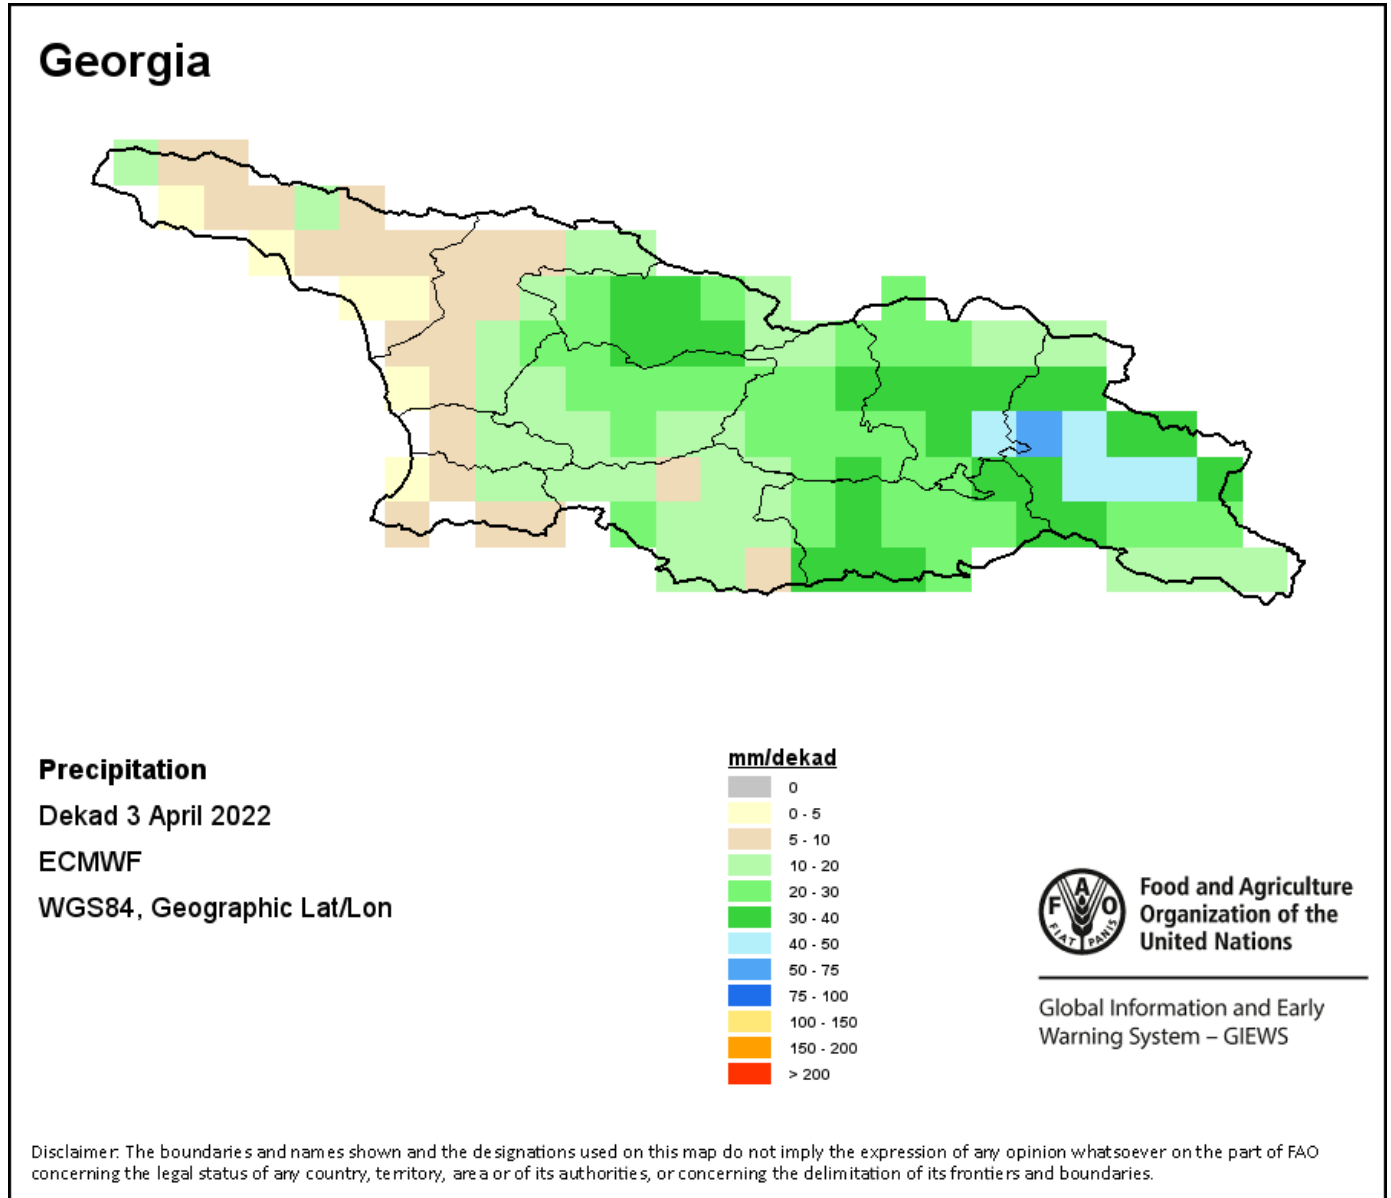 Georgia
Precipitation
Dekad 3 April 2022
ECMWF
WGS84, Geographic Lat/Lon
mm/dekad
0
0 - 5
5 - 10
10 - 20
20 - 30
30 - 40
40 - 50
50 - 75
75 - 100
100 - 150
150 - 200
> 200
F A O
FIAT PANIS
Food and Agriculture
Organization of the
United Nations
Global Information and Early
Warning System – GIEWS
Disclaimer: The boundaries and names shown and the designations used on this map do not imply the expression of any opinion whatsoever on the part of FAO
concerning the legal status of any country, territory, area or of its authorities, or concerning the delimitation of its frontiers and boundaries.